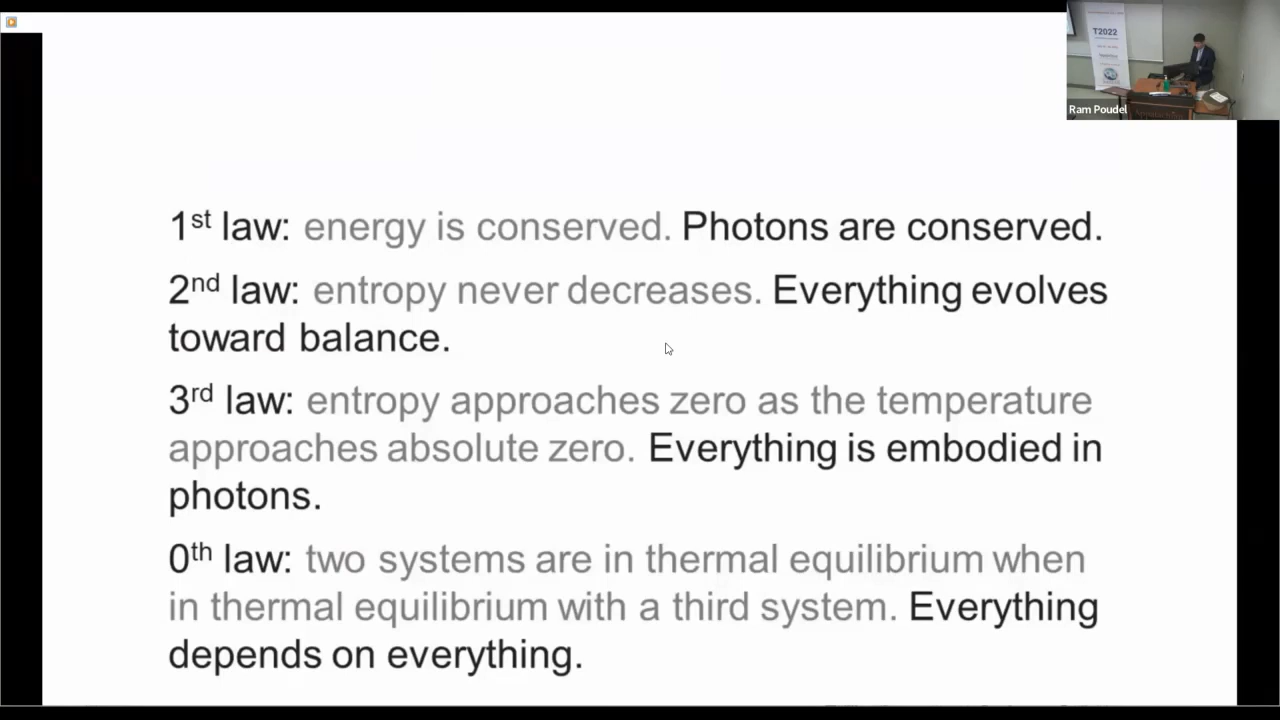 T2022
Ram Poudel
1st law: energy is conserved. Photons are conserved.
2nd law: entropy never decreases. Everything evolves
toward balance.
3rd law: entropy approaches zero as the temperature
approaches absolute zero. Everything is embodied in
photons.
0th law: two systems are in thermal equilibrium when
in thermal equilibrium with a third system. Everything
depends on everything.